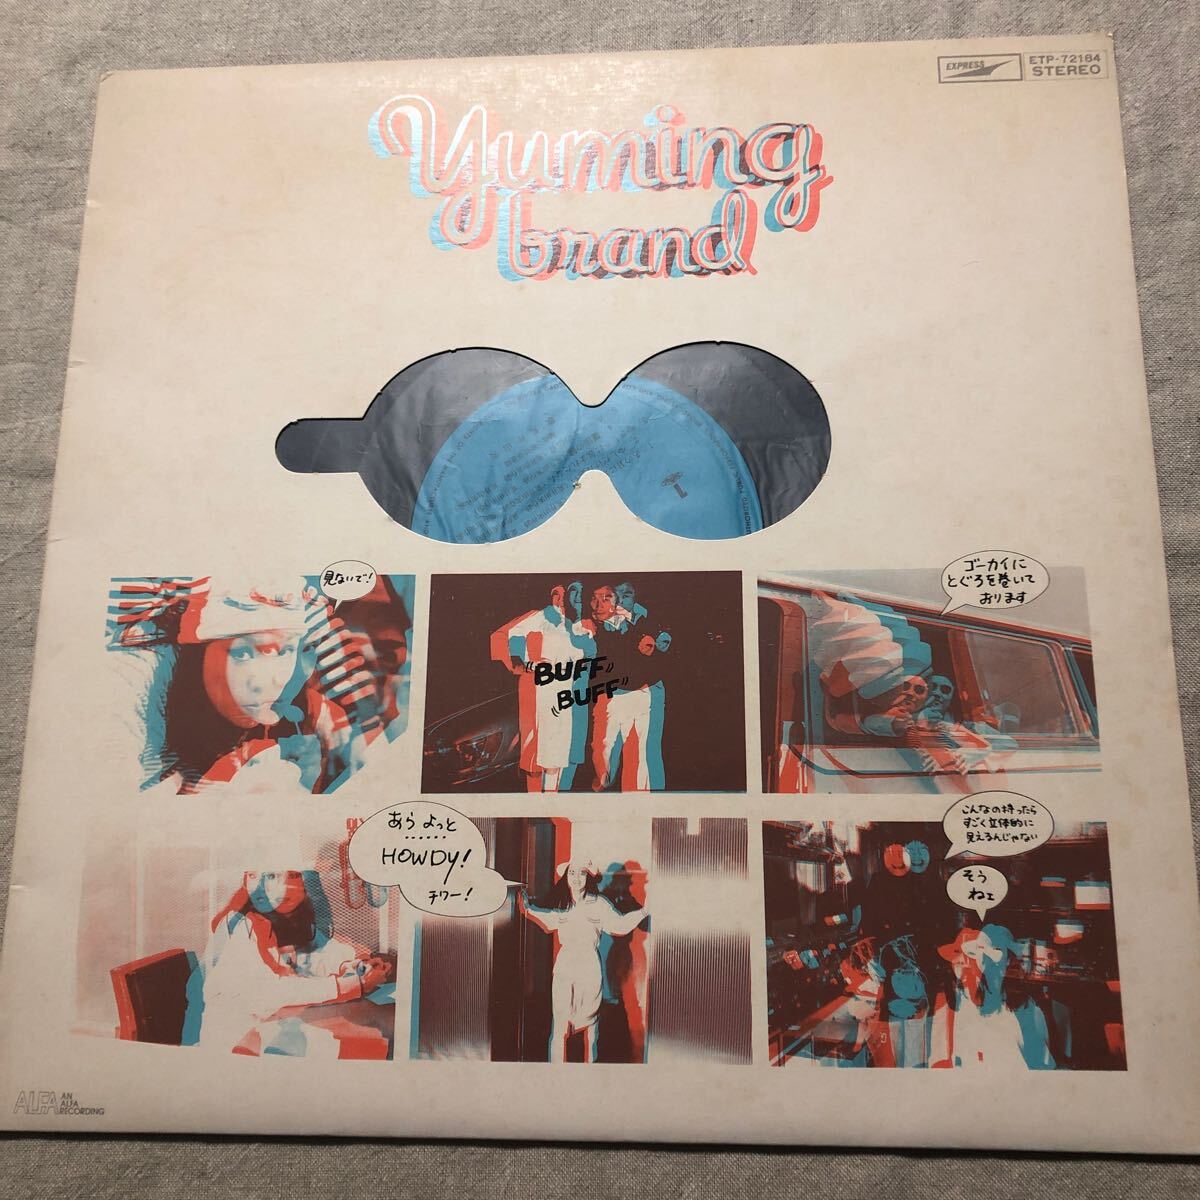 EXPRESS
ETP-72184
STEREO
Yuming
brand
見ないで!
"BUFF"
"BUFF"
ゴーカイに
とぐろを巻いて
おります
あら よっと
......
HOWDY!
チワー!
こんなの持ったら
すごく立体的に
見えるんじゃない
そう
ねェ
ALFA
AN
ALFA
RECORDING